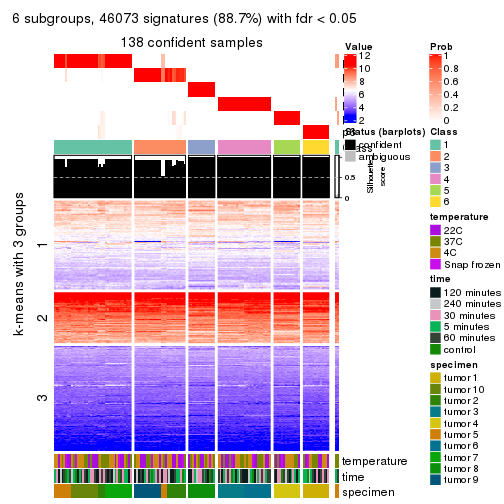 6 subgroups, 46073 signatures (88.7%) with fdr < 0.05
138 confident samples
k-means with 3 groups
1
2
3
0.5
0
Silhouette
score
temperature
time
specimen
Value
12
10
8
6
4
2
Status (barplots)
confident
ambiguous
Prob
1
0.8
0.6
0.4
0.2
0
Class
1
2
3
4
5
6
temperature
22C
37C
4C
Snap frozen
time
120 minutes
240 minutes
30 minutes
5 minutes
60 minutes
control
specimen
tumor 1
tumor 2
tumor 3
tumor 4
tumor 5
tumor 6
tumor 7
tumor 8
tumor 9